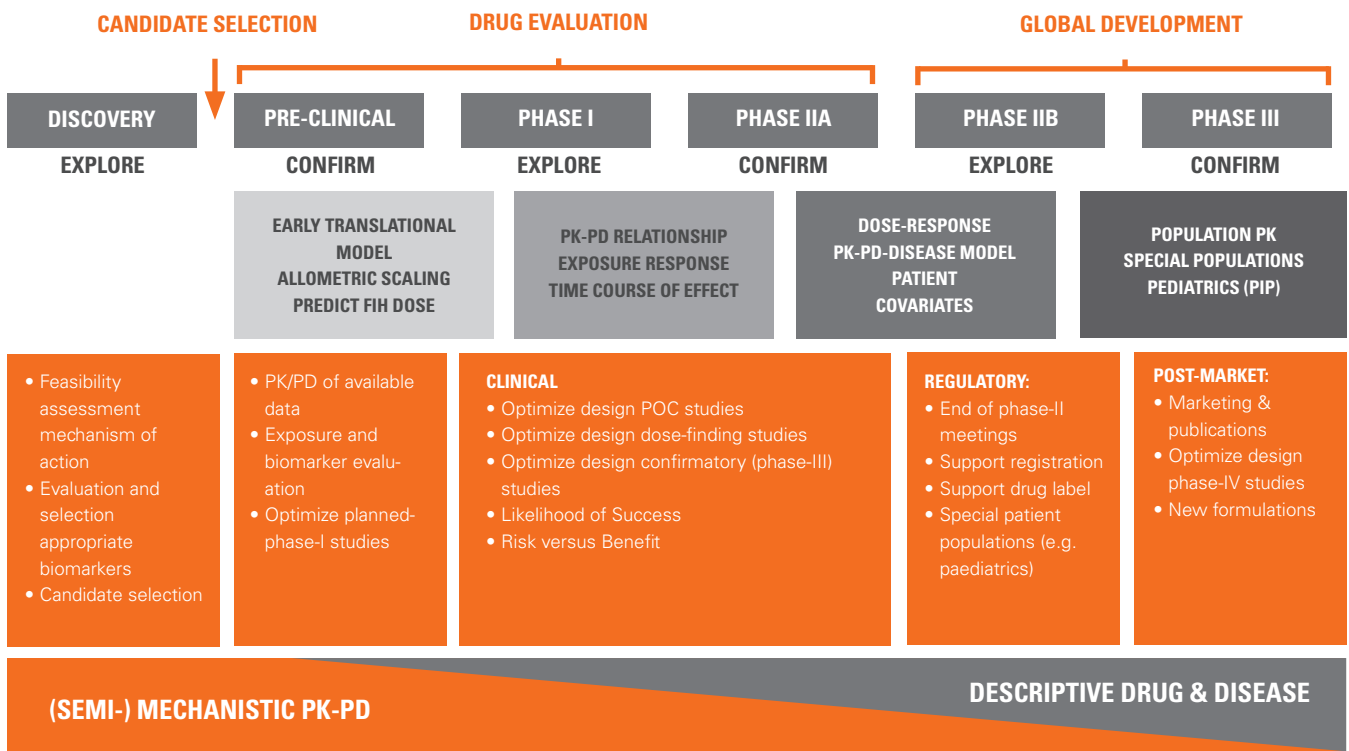 CANDIDATE SELECTION
DRUG EVALUATION
GLOBAL DEVELOPMENT
DISCOVERY
PRE-CLINICAL
PHASE I
PHASE IIA
PHASE IIB
PHASE III
EXPLORE
CONFIRM
EXPLORE
CONFIRM
EXPLORE
CONFIRM
EARLY TRANSLATIONAL
MODEL
ALLOMETRIC SCALING
PREDICT FIH DOSE
PK-PD RELATIONSHIP
EXPOSURE RESPONSE
TIME COURSE OF EFFECT
DOSE-RESPONSE
PK-PD-DISEASE MODEL
PATIENT
COVARIATES
POPULATION PK
SPECIAL POPULATIONS
PEDIATRICS (PIP)
• Feasibility
assessment
mechanism of
action
• Evaluation and
selection
appropriate
biomarkers
• Candidate selection
• PK/PD of available
data
• Exposure and
biomarker evalu-
ation
• Optimize planned-
phase-I studies
CLINICAL
• Optimize design POC studies
• Optimize design dose-finding studies
• Optimize design confirmatory (phase-III)
studies
• Likelihood of Success
• Risk versus Benefit
REGULATORY:
• End of phase-II
meetings
• Support registration
• Support drug label
• Special patient
populations (e.g.
paediatrics)
POST-MARKET:
• Marketing &
publications
• Optimize design
phase-IV studies
• New formulations
(SEMI-) MECHANISTIC PK-PD
DESCRIPTIVE DRUG & DISEASE